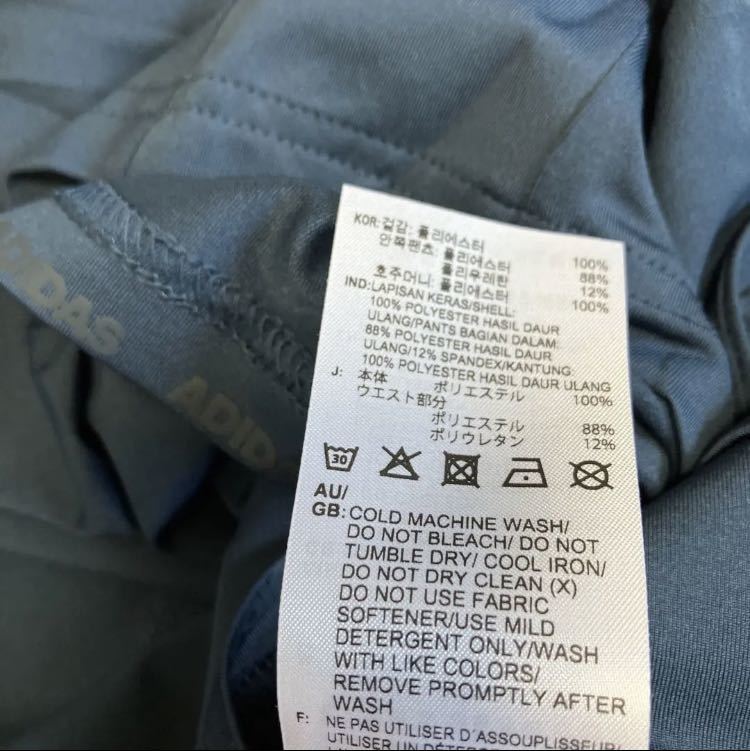 ADIDAS
ADID
KOR: 겉감: 폴리에스터 100%
안쪽팬츠: 폴리에스터 88%
폴리우레탄 12%
호주머니: 폴리에스터 100%
IND: LAPISAN KERAS/SHELL:
100% POLYESTER HASIL DAUR
ULANG/PANTS BAGIAN DALAM:
88% POLYESTER HASIL DAUR
ULANG/12% SPANDEX/KANTUNG:
100% POLYESTER HASIL DAUR ULANG
J: 本体 ポリエステル 100%
ウエスト部分
ポリエステル 88%
ポリウレタン 12%
30
AU/
GB: COLD MACHINE WASH/
DO NOT BLEACH/ DO NOT
TUMBLE DRY/ COOL IRON/
DO NOT DRY CLEAN (X)
DO NOT USE FABRIC
SOFTENER/USE MILD
DETERGENT ONLY/WASH
WITH LIKE COLORS/
REMOVE PROMPTLY AFTER
WASH
F: NE PAS UTILISER D'ASSOUPLISSEUR/